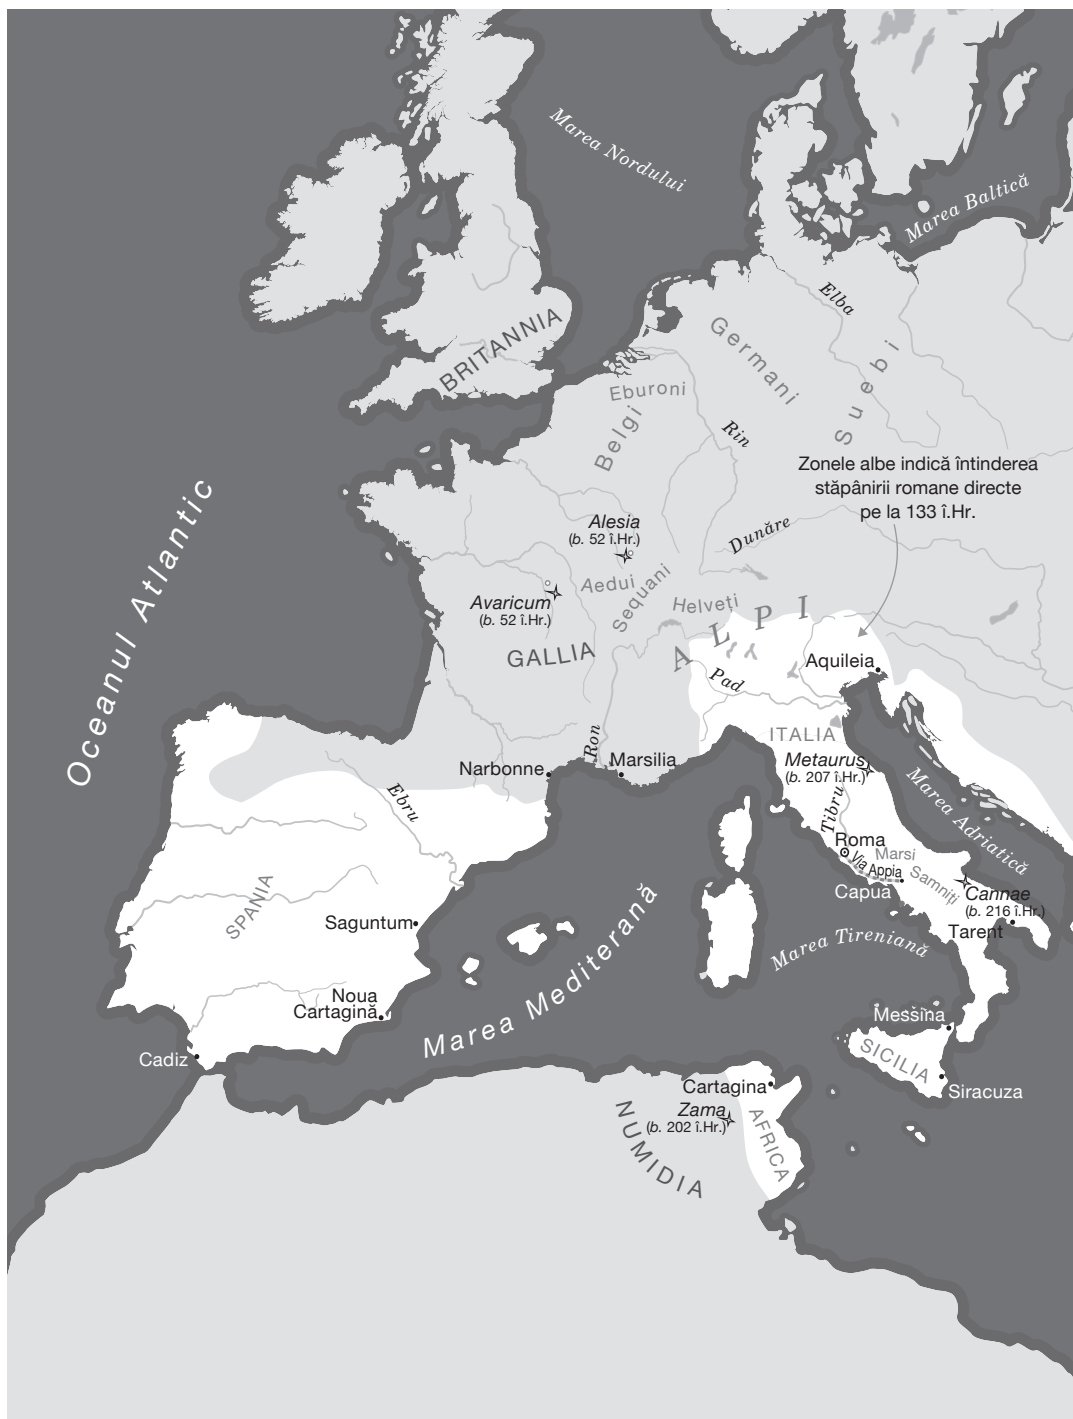 Marea Nordului
Marea Baltică
Elba
BRITANNIA
Germani
Suebi
Eburoni
Belgi
Rin
Zonele albe indică întinderea
stăpânirii romane directe
pe la 133 î.Hr.
Oceanul Atlantic
Alesia
(b. 52 î.Hr.)
Dunăre
Aedui
Sequani
Avaricum
(b. 52 î.Hr.)
Helveți
ALPI
GALLIA
Aquileia
Pad
Ron
ITALIA
Narbonne
Marsilia
Metaurus
(b. 207 î.Hr.)
Ebru
Tibru
Marea Adriatică
Roma
Via Appia
Marsi
Samniți
Capua
Cannae
(b. 216 î.Hr.)
Tarent
SPANIA
Saguntum
Marea Mediterană
Marea Tireniană
Noua
Cartagină
Messina
Cadiz
SICILIA
Siracuza
Cartagina
Zama
(b. 202 î.Hr.)
AFRICA
NUMIDIA